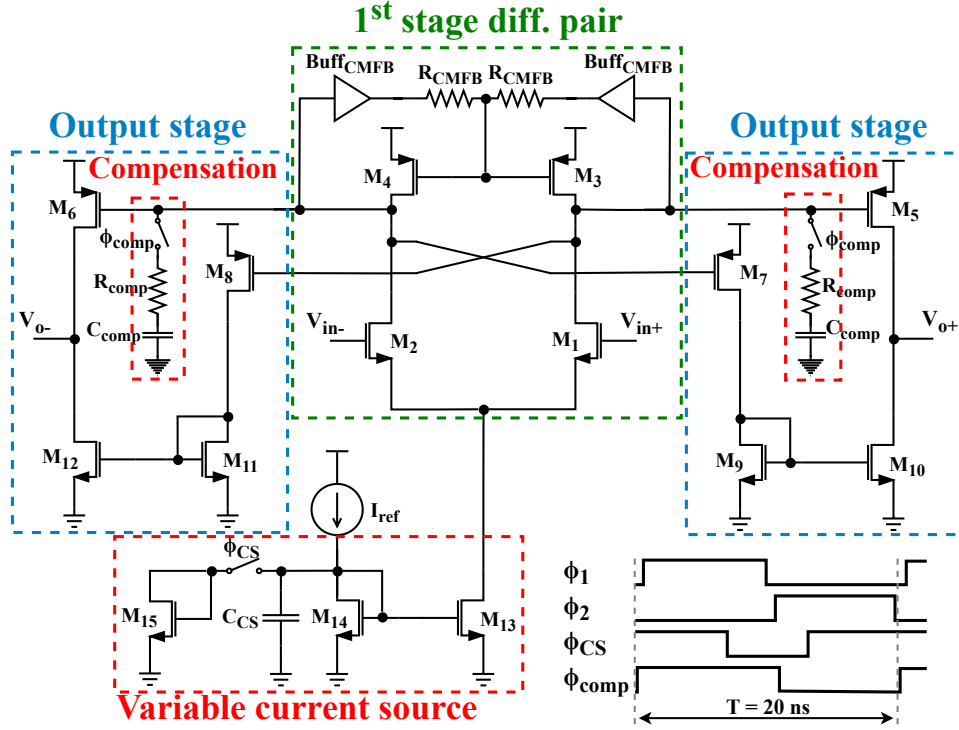 1st stage diff. pair
BuffCMFB RCMFB RCMFB BuffCMFB
Output stage
Output stage
Compensation
Compensation
M6
M4
M3
M5
ϕcomp
ϕcomp
M8
M7
Rcomp
Rcomp
Vo-
Ccomp
Vin-
M2
M1
Vin+
Ccomp
Vo+
M12
M11
M9
M10
Iref
ϕCS
M15
CCS
M14
M13
Variable current source
ϕ1
ϕ2
ϕCS
ϕcomp
T = 20 ns